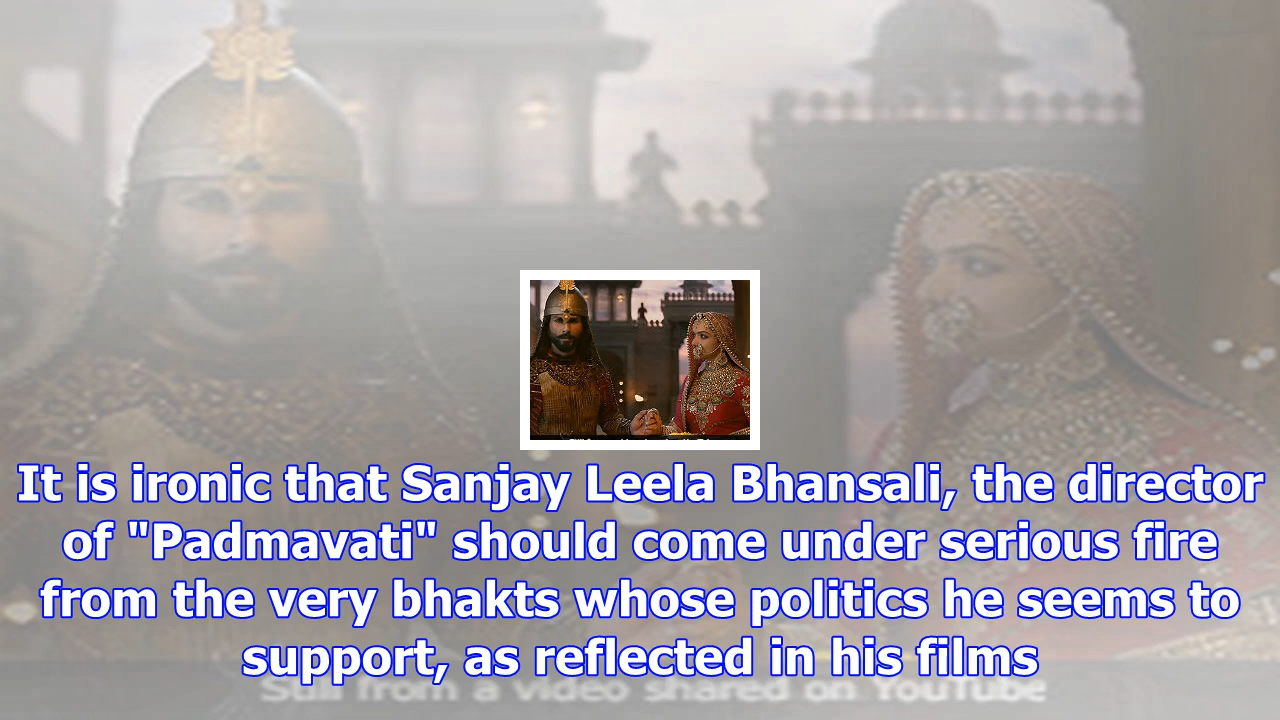 It is ironic that Sanjay Leela Bhansali, the director
of "Padmavati" should come under serious fire
from the very bhakts whose politics he seems to
support, as reflected in his films
Still from a video shared on YouTube